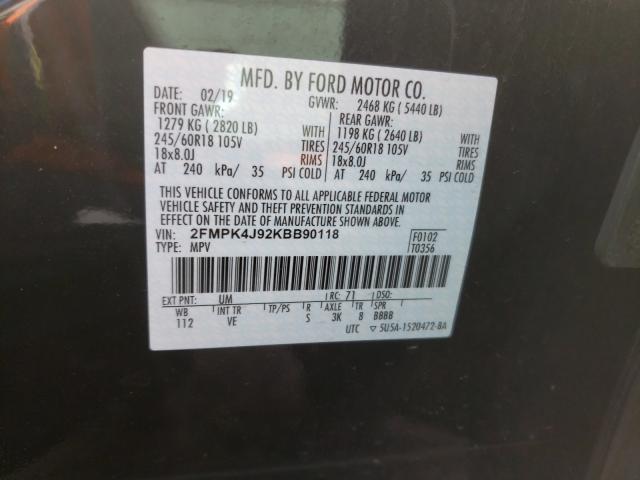 MFD. BY FORD MOTOR CO.
DATE: 02/19 GVWR: 2468 KG ( 5440 LB)
FRONT GAWR: REAR GAWR:
1279 KG ( 2820 LB) WITH 1198 KG ( 2640 LB) WITH
245/60R18 105V TIRES 245/60R18 105V TIRES
18x8.0J RIMS 18x8.0J RIMS
AT 240 kPa/ 35 PSI COLD AT 240 kPa/ 35 PSI COLD
THIS VEHICLE CONFORMS TO ALL APPLICABLE FEDERAL MOTOR
VEHICLE SAFETY AND THEFT PREVENTION STANDARDS IN
EFFECT ON THE DATE OF MANUFACTURE SHOWN ABOVE.
VIN: 2FMPK4J92KBB90118 F0102
TYPE: MPV T0356
EXT PNT: UM RC: 71 DSO:
WB INT TR TP/PS R AXLE TR SPR
112 VE S 3K 8 BBBB
UTC ▽ 5U5A-1520472-BA